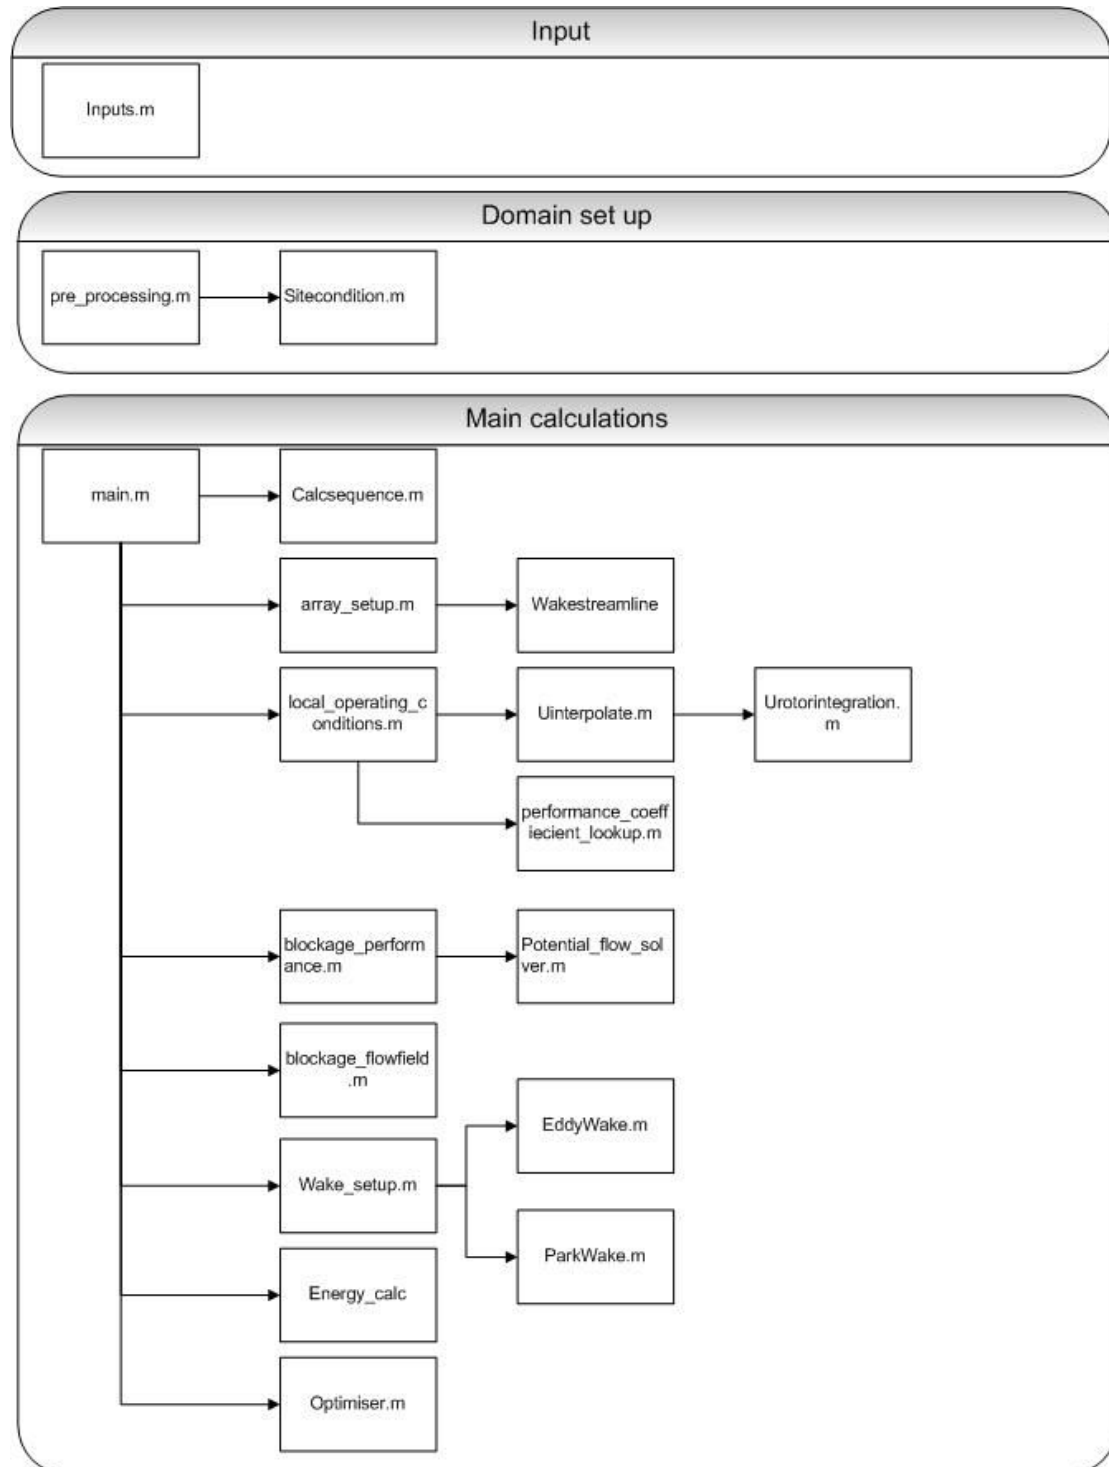 Input
Inputs.m
Domain set up
pre_processing.m
Sitecondition.m
Main calculations
main.m
Calcsequence.m
array_setup.m
Wakestreamline
local_operating_c
onditions.m
Uinterpolate.m
Urotorintegration.
m
performance_coeff
iecient_lookup.m
blockage_perform
ance.m
Potential_flow_sol
ver.m
blockage_flowfield
.m
EddyWake.m
Wake_setup.m
ParkWake.m
Energy_calc
Optimiser.m